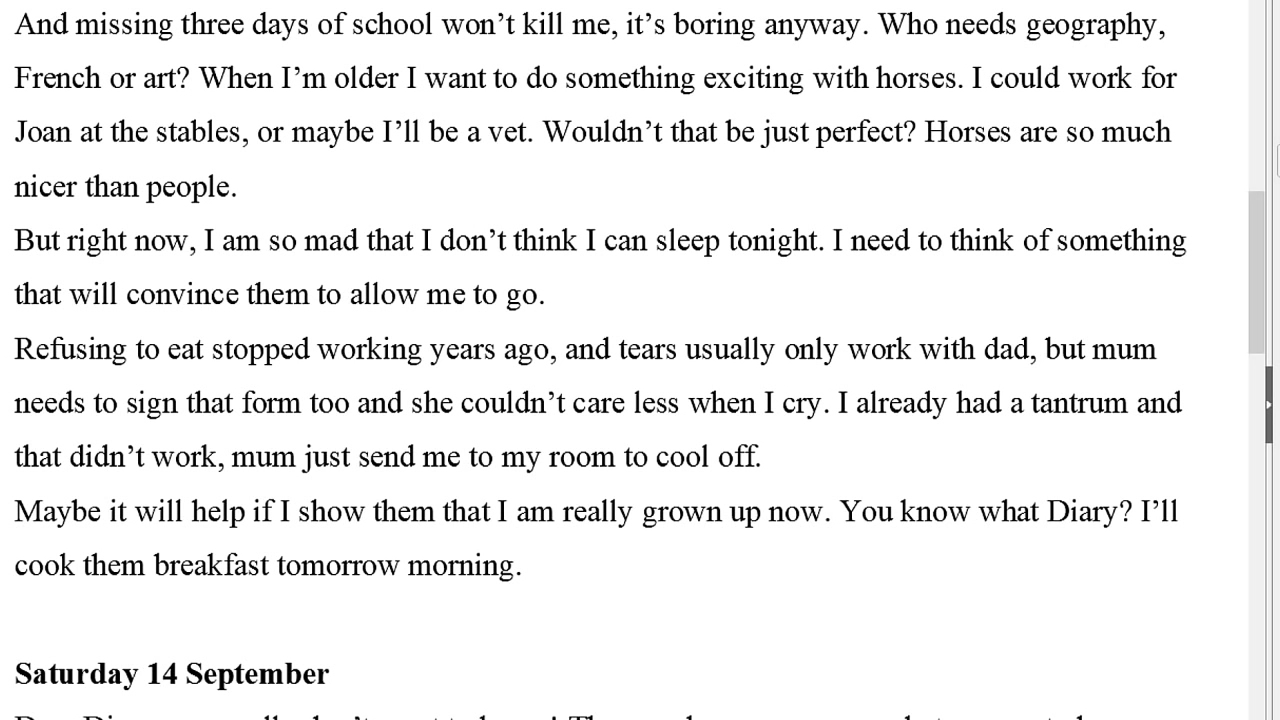 And missing three days of school won’t kill me, it’s boring anyway. Who needs geography,
French or art? When I’m older I want to do something exciting with horses. I could work for
Joan at the stables, or maybe I’ll be a vet. Wouldn’t that be just perfect? Horses are so much
nicer than people.
But right now, I am so mad that I don’t think I can sleep tonight. I need to think of something
that will convince them to allow me to go.
Refusing to eat stopped working years ago, and tears usually only work with dad, but mum
needs to sign that form too and she couldn’t care less when I cry. I already had a tantrum and
that didn’t work, mum just send me to my room to cool off.
Maybe it will help if I show them that I am really grown up now. You know what Diary? I’ll
cook them breakfast tomorrow morning.
Saturday 14 September